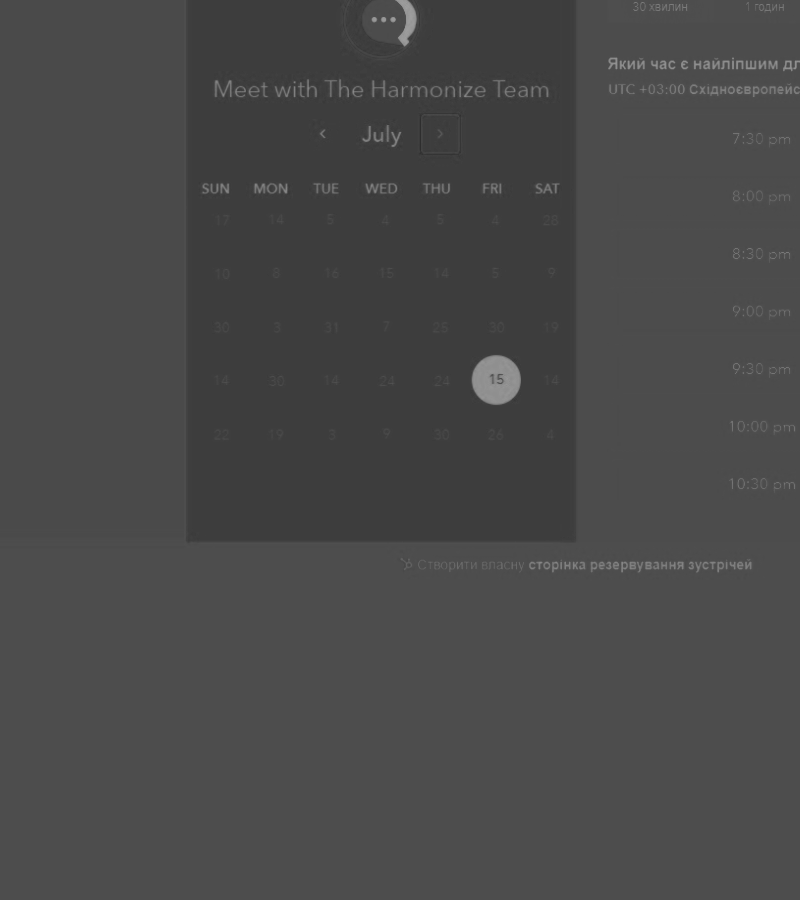 Meet with The Harmonize Team
July
SUN MON TUE WED THU FRI SAT
17 14 5 4 5 4 28
10 8 16 15 14 5 9
30 3 31 7 25 30 19
14 30 14 24 24 15 14
22 19 3 9 30 26 4
30 хвилин 1 годин
Який час є найліпшим
UTC +03:00
7:30 pm
8:00 pm
8:30 pm
9:00 pm
9:30 pm
10:00 pm
10:30 pm
Створити власну сторінка резервування зустрічей